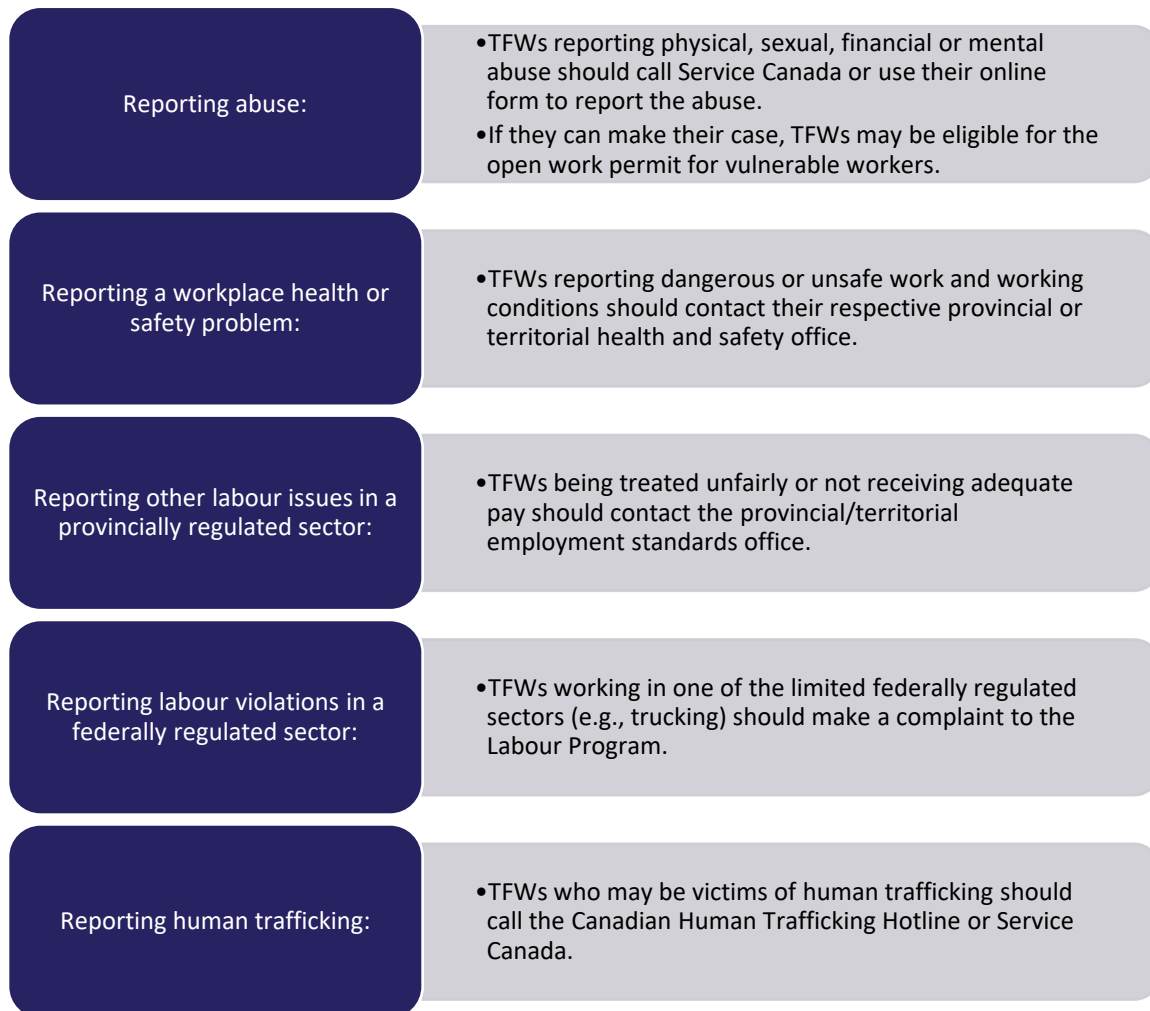 Reporting abuse:
•TFWs reporting physical, sexual, financial or mental
abuse should call Service Canada or use their online
form to report the abuse.
•If they can make their case, TFWs may be eligible for the
open work permit for vulnerable workers.
Reporting a workplace health or
safety problem:
•TFWs reporting dangerous or unsafe work and working
conditions should contact their respective provincial or
territorial health and safety office.
Reporting other labour issues in a
provincially regulated sector:
•TFWs being treated unfairly or not receiving adequate
pay should contact the provincial/territorial
employment standards office.
Reporting labour violations in a
federally regulated sector:
•TFWs working in one of the limited federally regulated
sectors (e.g., trucking) should make a complaint to the
Labour Program.
Reporting human trafficking:
•TFWs who may be victims of human trafficking should
call the Canadian Human Trafficking Hotline or Service
Canada.